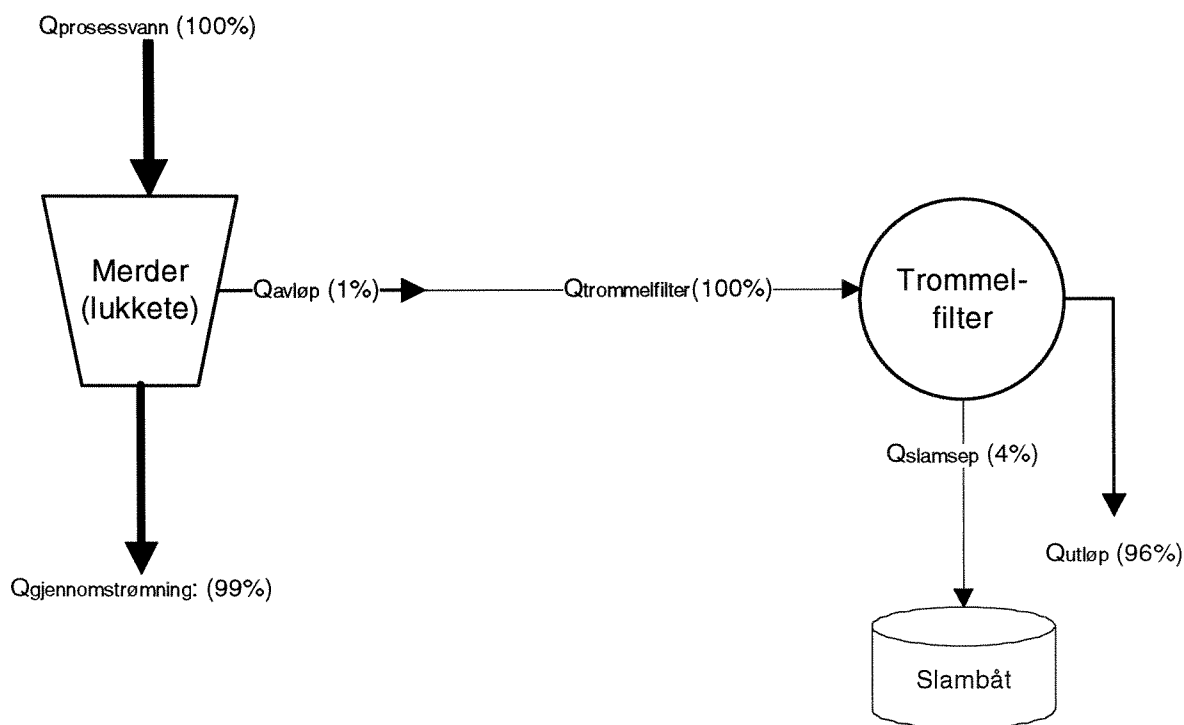 Qprosessvann (100%)
Merder
(lukkete)
Qavløp (1%)
Qtrommelfilter(100%)
Trommel-
filter
Qslamsep (4%)
Qutløp (96%)
Qgjennomstrømning: (99%)
Slambåt